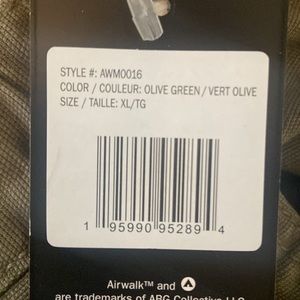 STYLE #: AWM0016
COLOR / COULEUR: OLIVE GREEN / VERT OLIVE
SIZE / TAILLE: XL/TG
1 95990 95289 4
Airwalk™ and
are trademarks of ABG Collective LLC